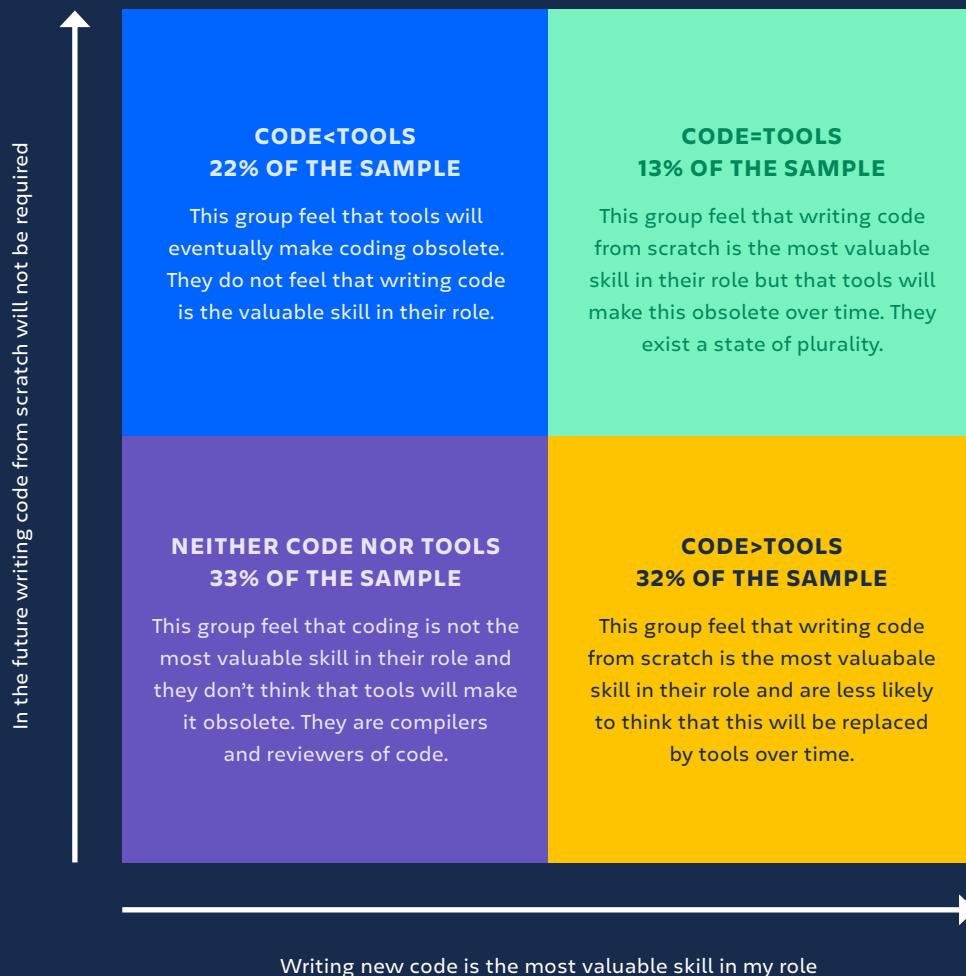 In the future writing code from scratch will not be required
CODE<TOOLS
22% OF THE SAMPLE
This group feel that tools will
eventually make coding obsolete.
They do not feel that writing code
is the valuable skill in their role.
CODE=TOOLS
13% OF THE SAMPLE
This group feel that writing code
from scratch is the most valuable
skill in their role but that tools will
make this obsolete over time. They
exist a state of plurality.
NEITHER CODE NOR TOOLS
33% OF THE SAMPLE
This group feel that coding is not the
most valuable skill in their role and
they don’t think that tools will make
it obsolete. They are compilers
and reviewers of code.
CODE>TOOLS
32% OF THE SAMPLE
This group feel that writing code
from scratch is the most valuabale
skill in their role and are less likely
to think that this will be replaced
by tools over time.
Writing new code is the most valuable skill in my role